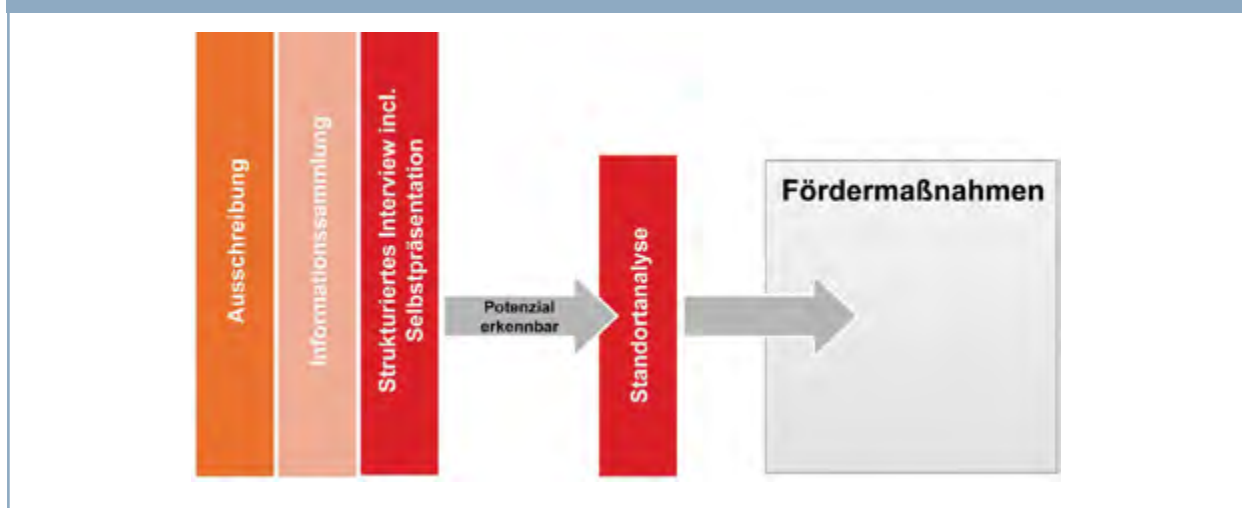 Ausschreibung
Informationssammlung
Strukturiertes Interview incl.
Selbstpräsentation
Potenzial
erkennbar
Standortanalyse
Fördermaßnahmen